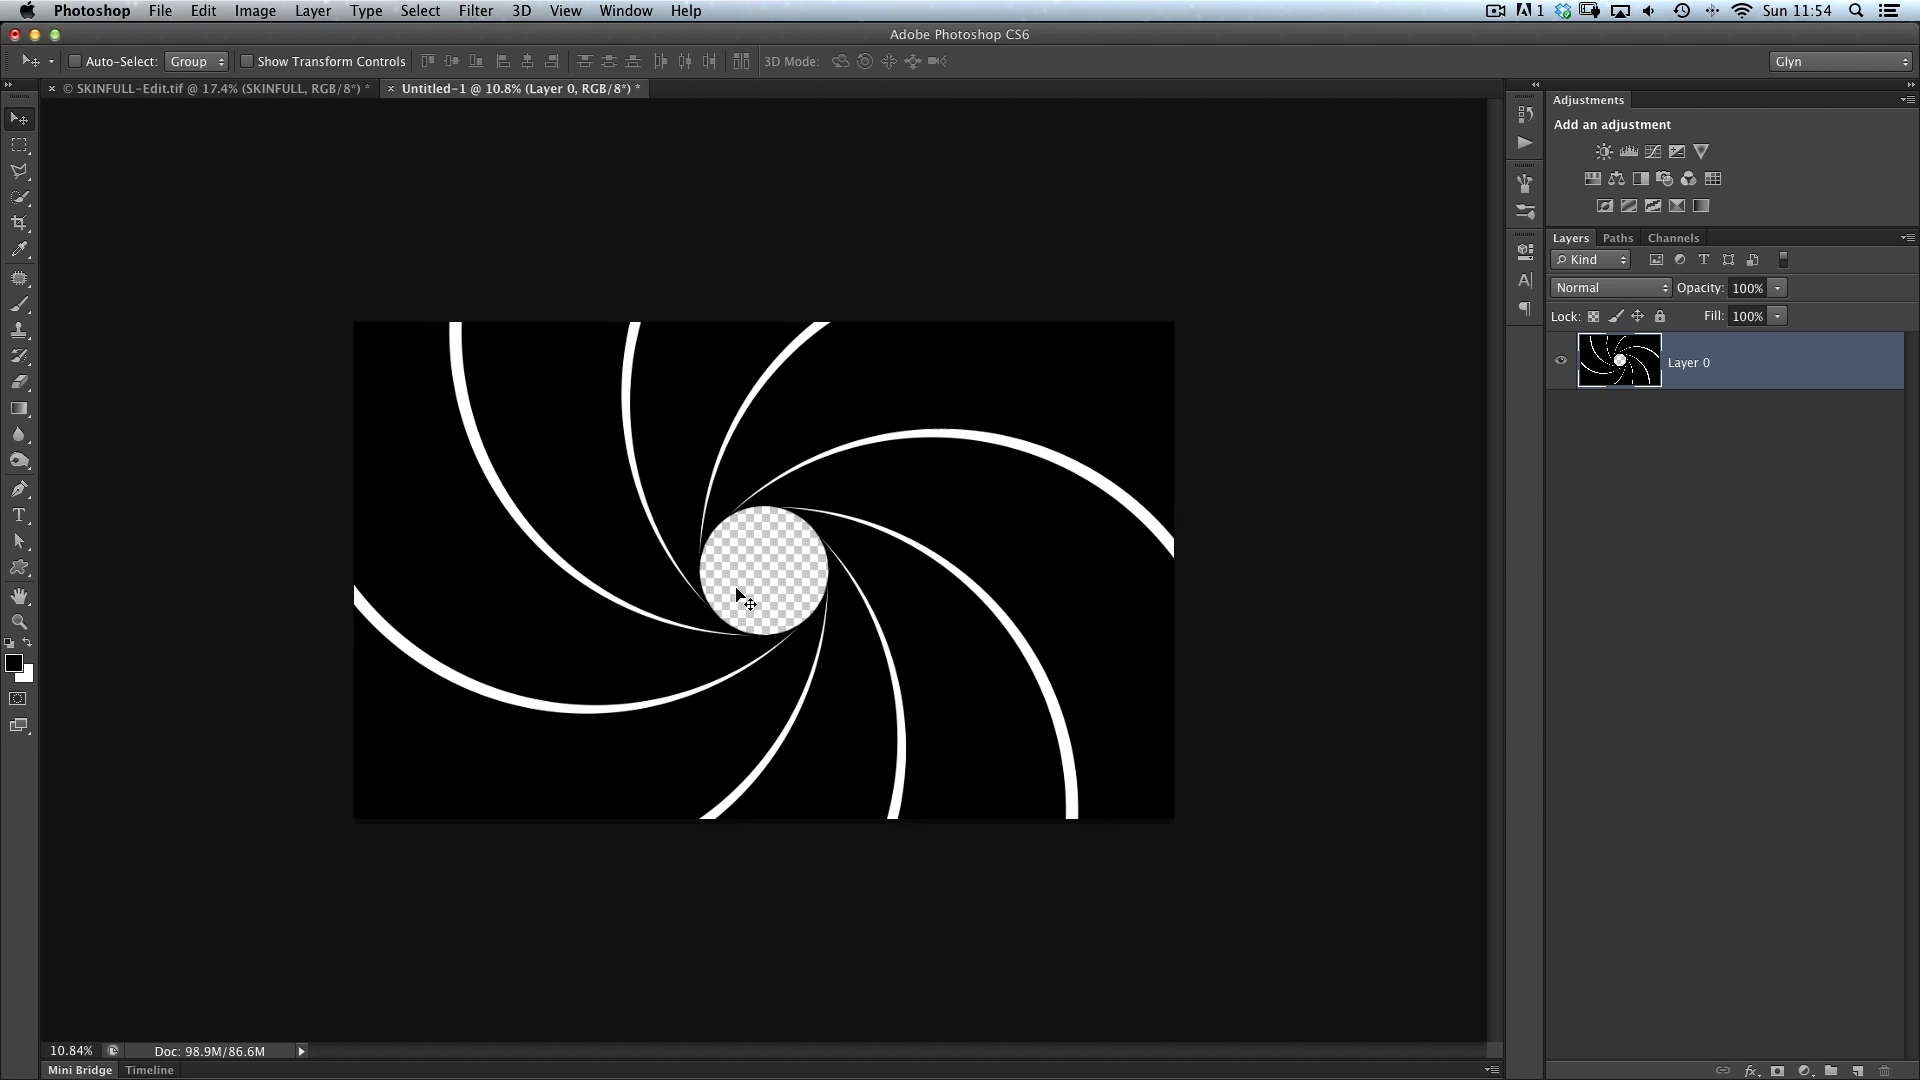 Photoshop File Edit Image Layer Type Select Filter 3D View Window Help 1 Sun 11:54
Adobe Photoshop CS6
Auto-Select: Group Show Transform Controls 3D Mode: Glyn
© SKINFULL-Edit.tif @ 17.4% (SKINFULL, RGB/8*) * Untitled-1 @ 10.8% (Layer 0, RGB/8*) *
Adjustments
Add an adjustment
Layers Paths Channels
Kind
Normal Opacity: 100%
Lock: Fill: 100%
Layer 0
10.84% Doc: 98.9M/86.6M
Mini Bridge Timeline